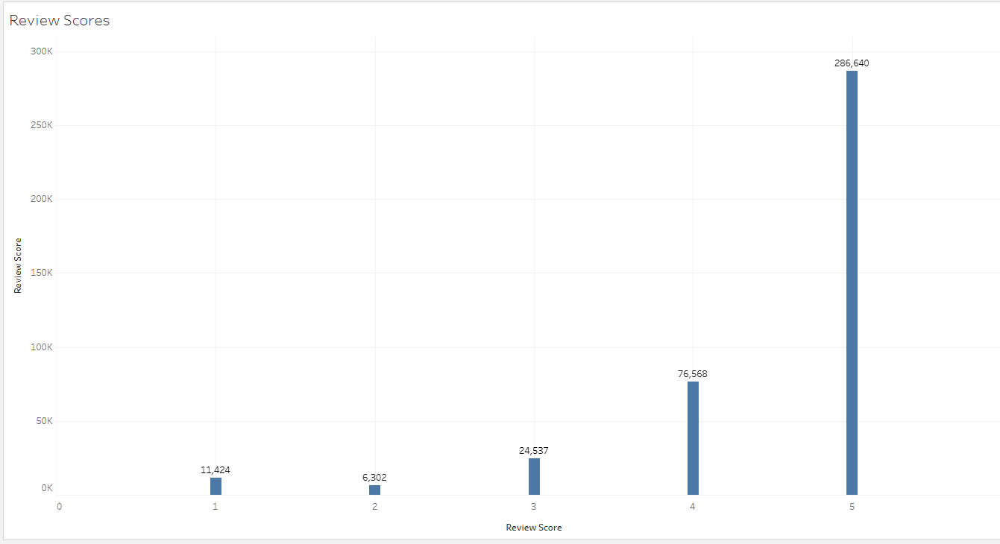 Review Scores
300K
286,640
250K
200K
150K
Review Score
100K
76,568
50K
24,537
11,424
6,302
0K
0 1 2 3 4 5
Review Score